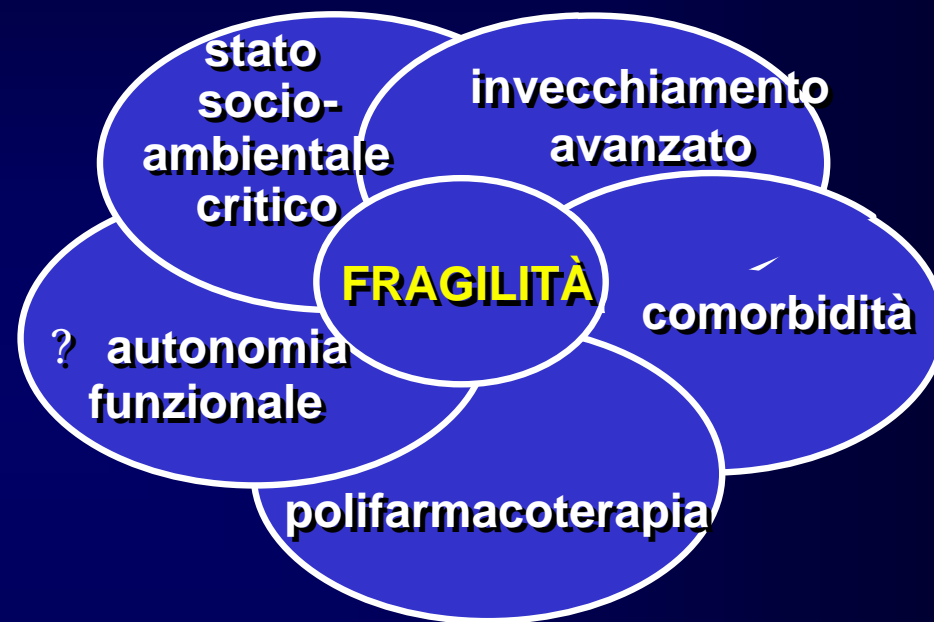 stato
socio-
ambientale
critico
invecchiamento
avanzato
FRAGILITÀ
comorbidità
? autonomia
funzionale
polifarmacoterapia